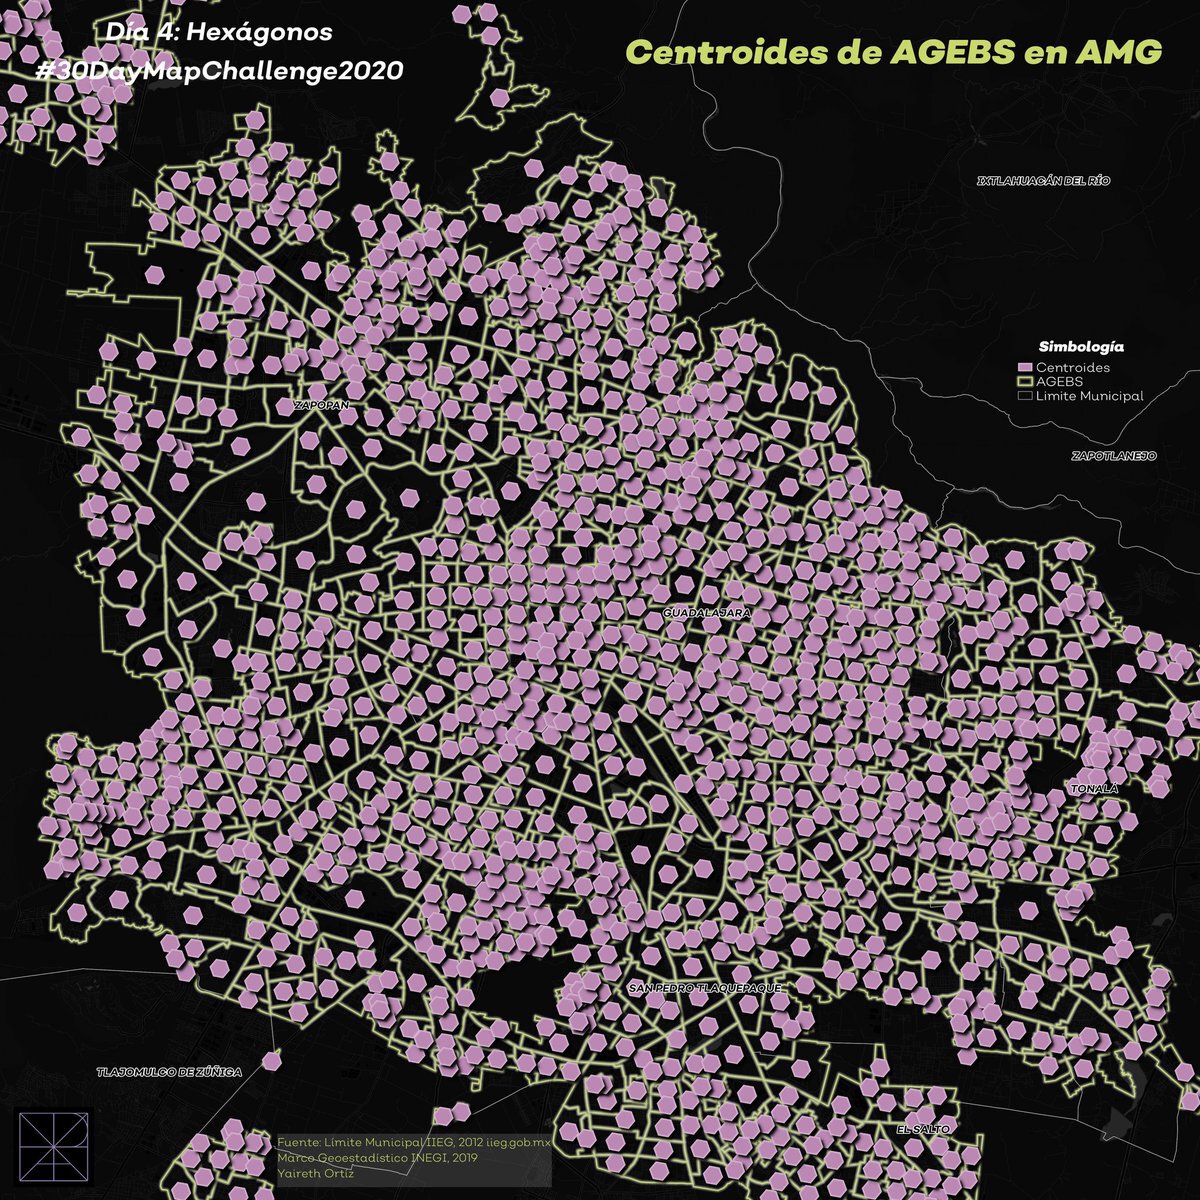 Día 4: Hexágonos
#30DayMapChallenge2020
Centroides de AGEBS en AMG
IXTLAHUACÁN DEL RÍO
Simbología
Centroides
AGEBS
Limite Municipal
ZAPOPAN
ZAPOTLANEJO
GUADALAJARA
TONALA
SAN PEDRO TLAQUEPAQUE
TLAJOMULCO DE ZÚÑIGA
EL SALTO
Fuente: Límite Municipal IIEG, 2012 iieg.gob.mx
Marco Geoestadístico INEGI, 2019
Yaireth Ortíz